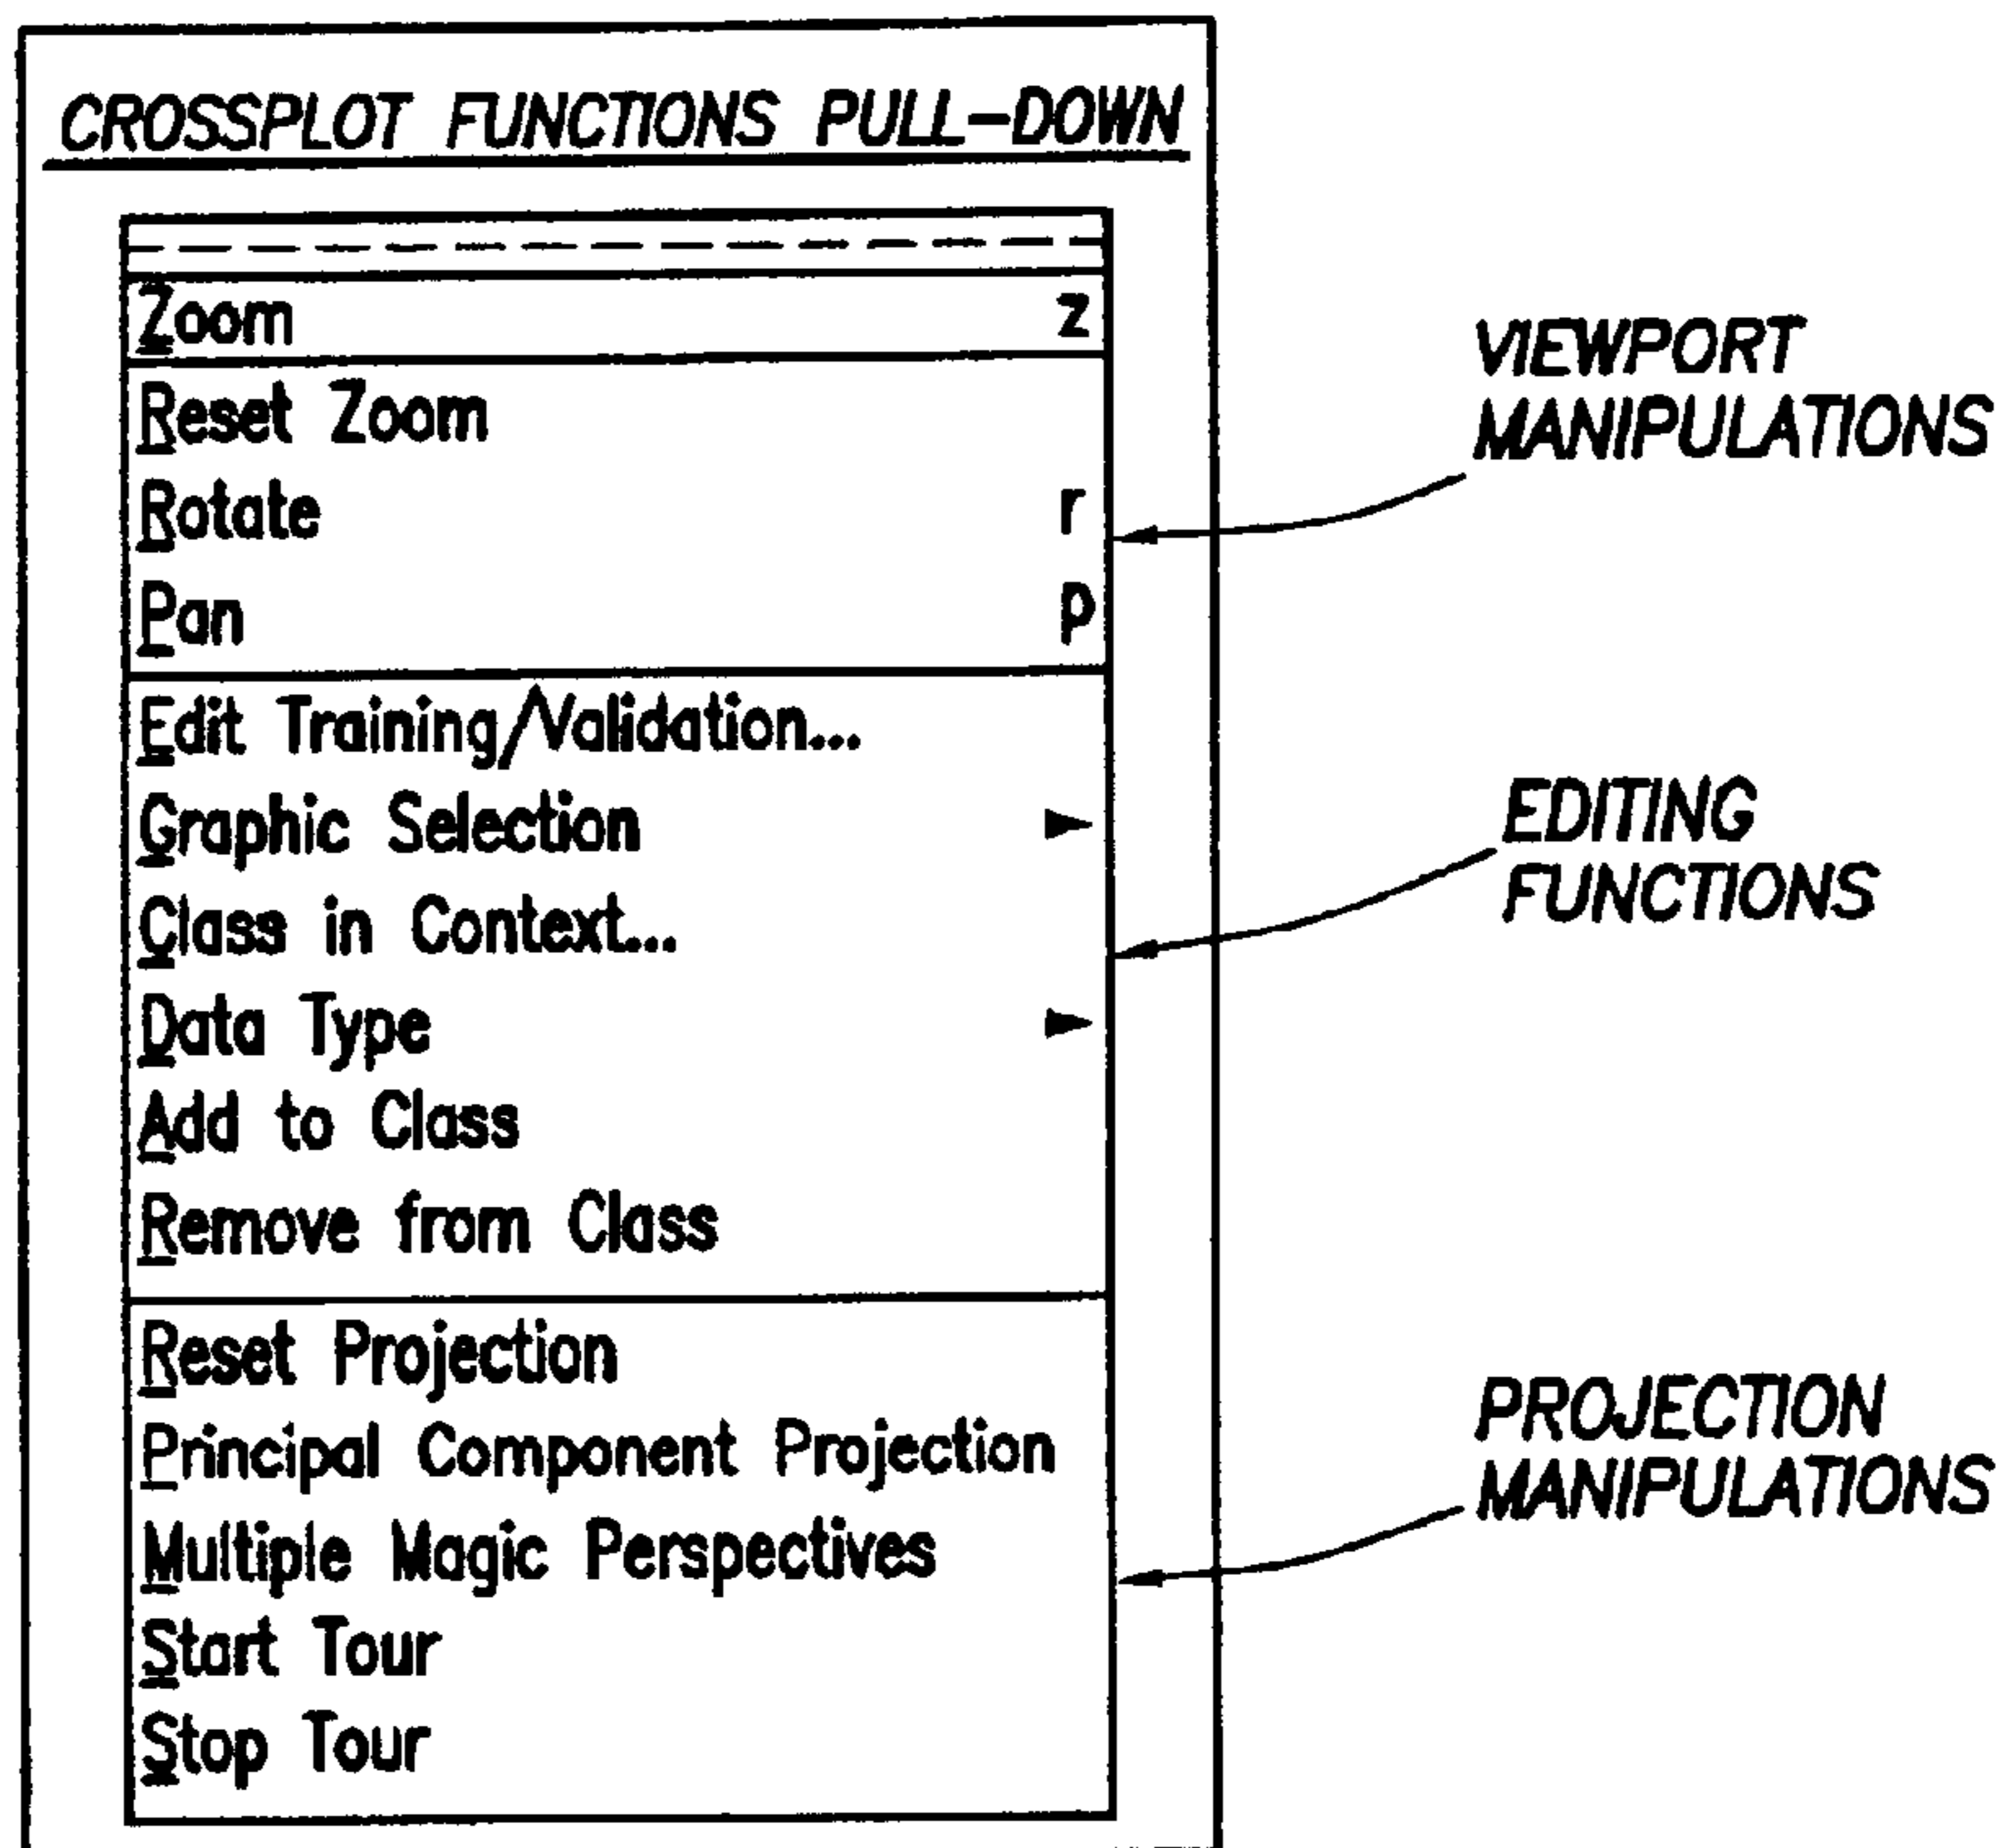 CROSSPLOT FUNCTIONS PULL-DOWN
Zoom z
Reset Zoom
Rotate r
Pan p
VIEWPORT
MANIPULATIONS
Edit Training/Validation...
Graphic Selection
Class in Context...
Data Type
Add to Class
Remove from Class
EDITING
FUNCTIONS
Reset Projection
Principal Component Projection
Multiple Magic Perspectives
Start Tour
Stop Tour
PROJECTION
MANIPULATIONS